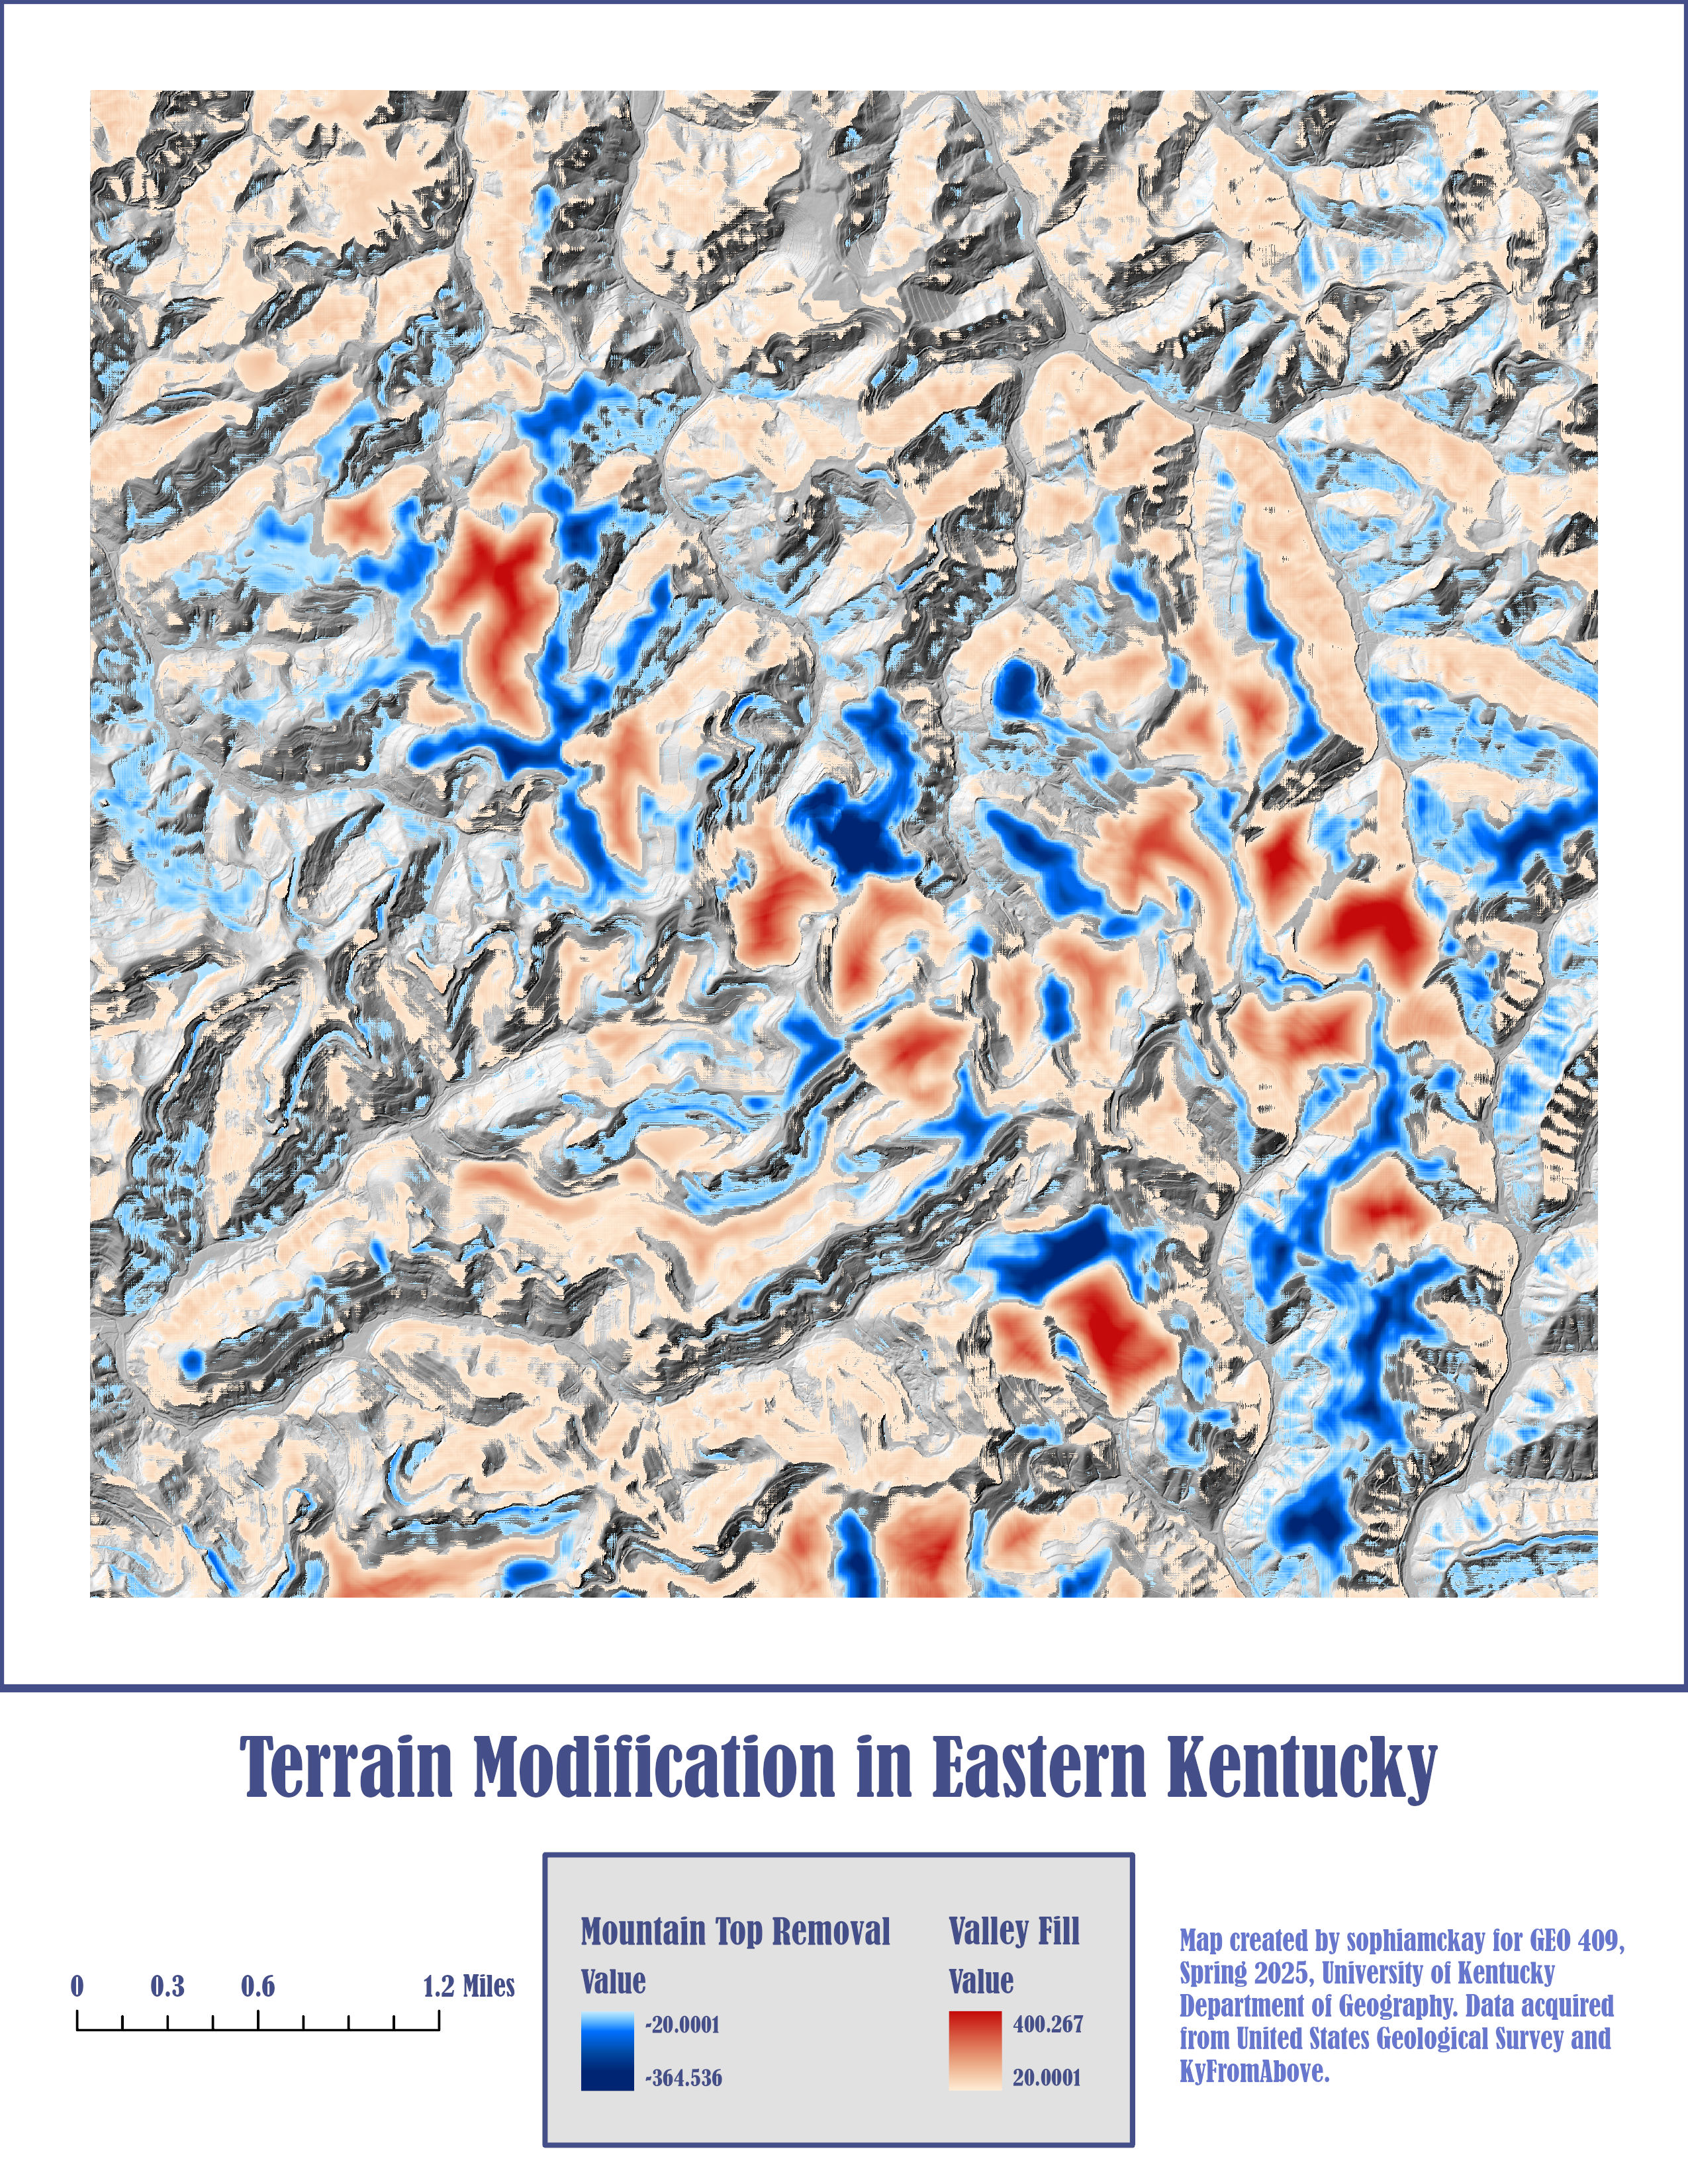 Terrain Modification in Eastern Kentucky
Mountain Top Removal
Value
-20.0001
-364.536
Valley Fill
Value
400.267
20.0001
0 0.3 0.6 1.2 Miles
Map created by sophiamckay for GEO 409,
Spring 2025, University of Kentucky
Department of Geography. Data acquired
from United States Geological Survey and
KyFromAbove.